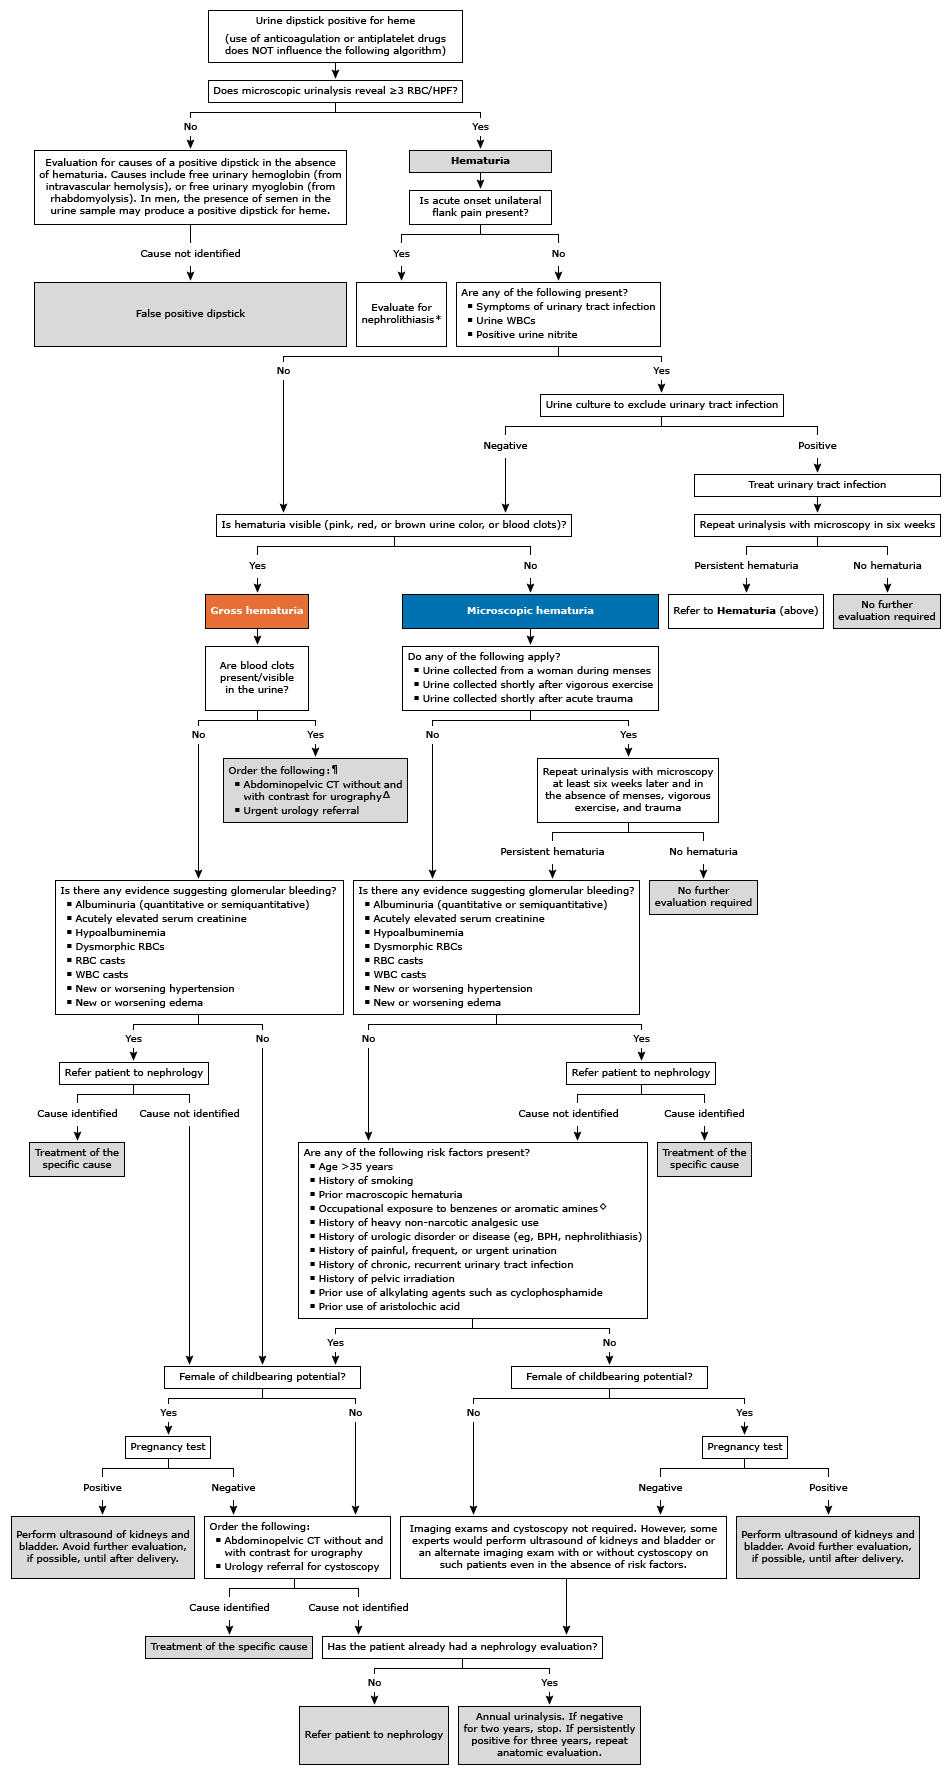 Urine dipstick positive for heme
(use of anticoagulation or antiplatelet drugs
does NOT influence the following algorithm)
Does microscopic urinalysis reveal ≥3 RBC/HPF?
No
Yes
Evaluation for causes of a positive dipstick in the absence
of hematuria. Causes include free urinary hemoglobin (from
intravascular hemolysis), or free urinary myoglobin (from
rhabdomyolysis). In men, the presence of semen in the
urine sample may produce a positive dipstick for heme.
Hematuria
Is acute onset unilateral
flank pain present?
Cause not identified
Yes
No
False positive dipstick
Evaluate for
nephrolithiasis*
Are any of the following present?
▪ Symptoms of urinary tract infection
▪ Urine WBCs
▪ Positive urine nitrite
No
Yes
Urine culture to exclude urinary tract infection
Negative
Positive
Treat urinary tract infection
Is hematuria visible (pink, red, or brown urine color, or blood clots)?
Repeat urinalysis with microscopy in six weeks
Yes
No
Persistent hematuria
No hematuria
Gross hematuria
Microscopic hematuria
Refer to Hematuria (above)
No further
evaluation required
Are blood clots
present/visible
in the urine?
Do any of the following apply?
▪ Urine collected from a woman during menses
▪ Urine collected shortly after vigorous exercise
▪ Urine collected shortly after acute trauma
No
Yes
No
Yes
Order the following:¶
▪ Abdominopelvic CT without and
with contrast for urographyΔ
▪ Urgent urology referral
Repeat urinalysis with microscopy
at least six weeks later and in
the absence of menses, vigorous
exercise, and trauma
Persistent hematuria
No hematuria
Is there any evidence suggesting glomerular bleeding?
▪ Albuminuria (quantitative or semiquantitative)
▪ Acutely elevated serum creatinine
▪ Hypoalbuminemia
▪ Dysmorphic RBCs
▪ RBC casts
▪ WBC casts
▪ New or worsening hypertension
▪ New or worsening edema
Is there any evidence suggesting glomerular bleeding?
▪ Albuminuria (quantitative or semiquantitative)
▪ Acutely elevated serum creatinine
▪ Hypoalbuminemia
▪ Dysmorphic RBCs
▪ RBC casts
▪ WBC casts
▪ New or worsening hypertension
▪ New or worsening edema
No further
evaluation required
Yes
No
No
Yes
Refer patient to nephrology
Refer patient to nephrology
Cause identified
Cause not identified
Cause not identified
Cause identified
Treatment of the
specific cause
Are any of the following risk factors present?
▪ Age >35 years
▪ History of smoking
▪ Prior macroscopic hematuria
▪ Occupational exposure to benzenes or aromatic amines◇
▪ History of heavy non-narcotic analgesic use
▪ History of urologic disorder or disease (eg, BPH, nephrolithiasis)
▪ History of painful, frequent, or urgent urination
▪ History of chronic, recurrent urinary tract infection
▪ History of pelvic irradiation
▪ Prior use of alkylating agents such as cyclophosphamide
▪ Prior use of aristolochic acid
Treatment of the
specific cause
Yes
No
Female of childbearing potential?
Female of childbearing potential?
Yes
No
No
Yes
Pregnancy test
Pregnancy test
Positive
Negative
Negative
Positive
Perform ultrasound of kidneys and
bladder. Avoid further evaluation,
if possible, until after delivery.
Order the following:
▪ Abdominopelvic CT without and
with contrast for urography
▪ Urology referral for cystoscopy
Imaging exams and cystoscopy not required. However, some
experts would perform ultrasound of kidneys and bladder or
an alternate imaging exam with or without cystoscopy on
such patients even in the absence of risk factors.
Perform ultrasound of kidneys and
bladder. Avoid further evaluation,
if possible, until after delivery.
Cause identified
Cause not identified
Treatment of the specific cause
Has the patient already had a nephrology evaluation?
No
Yes
Refer patient to nephrology
Annual urinalysis. If negative
for two years, stop. If persistently
positive for three years, repeat
anatomic evaluation.